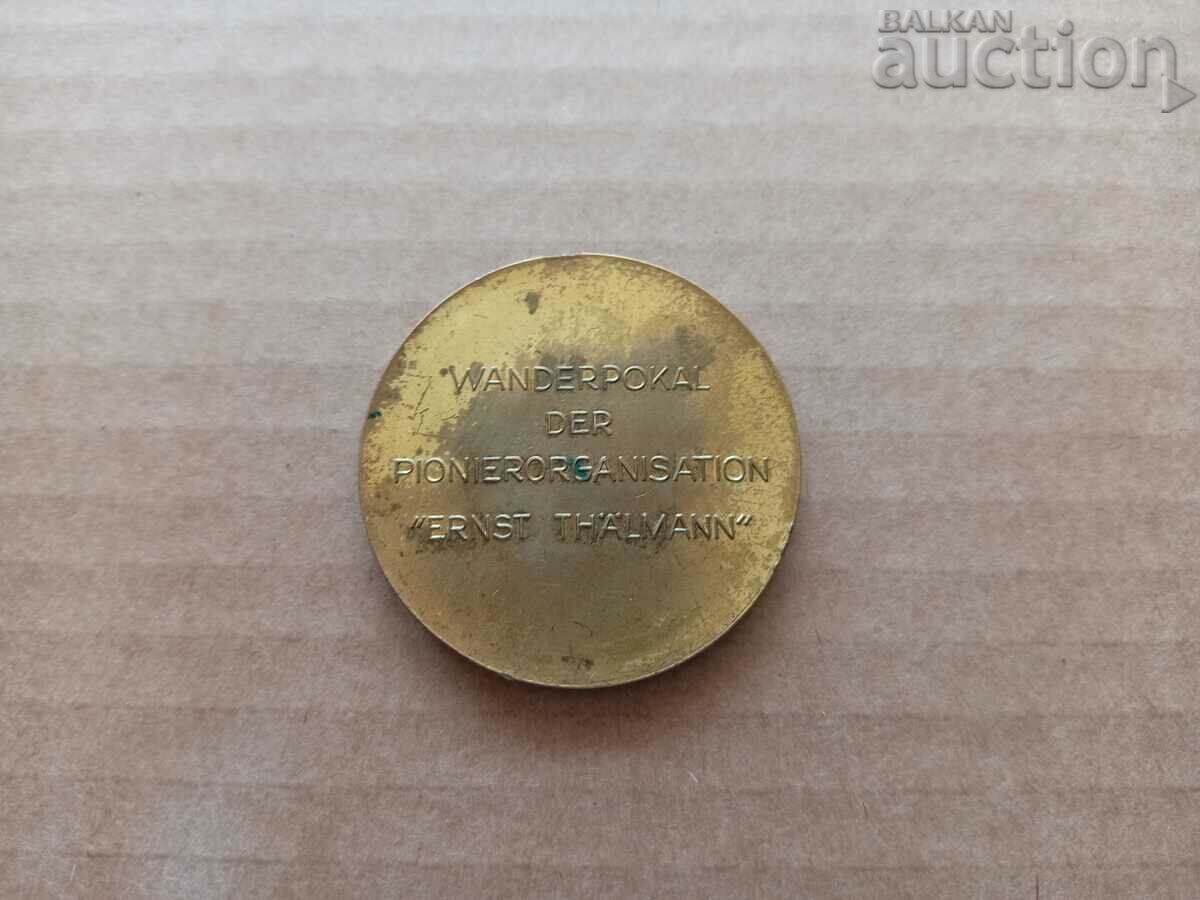 BALKAN
auction
WANDERPOKAL
DER
PIONIERORGANISATION
"ERNST THÄLMANN"